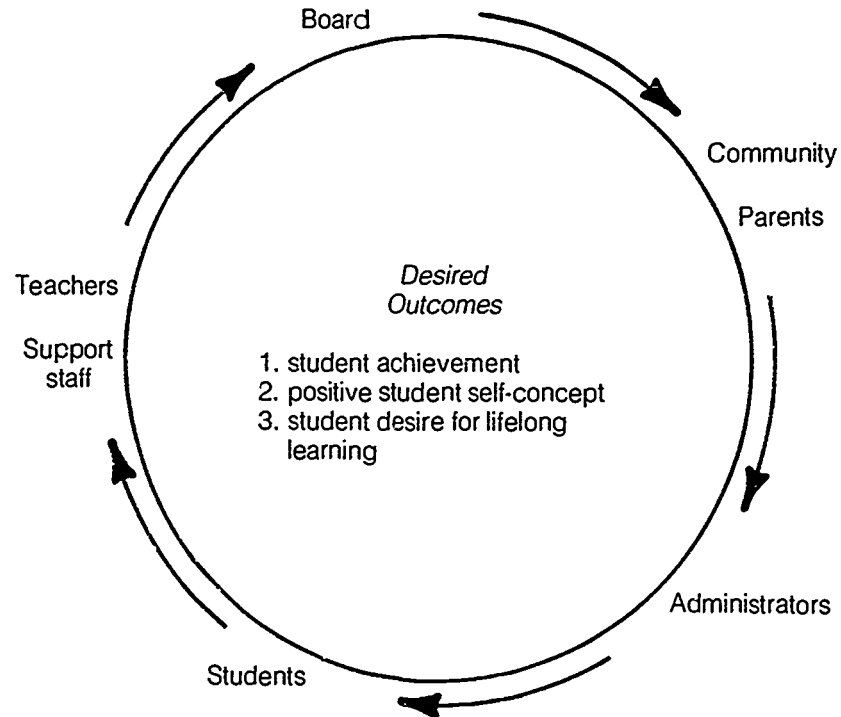 Board
Community
Parents
Teachers
Support
staff
Desired
Outcomes
1. student achievement
2. positive student self-concept
3. student desire for lifelong
learning
Administrators
Students